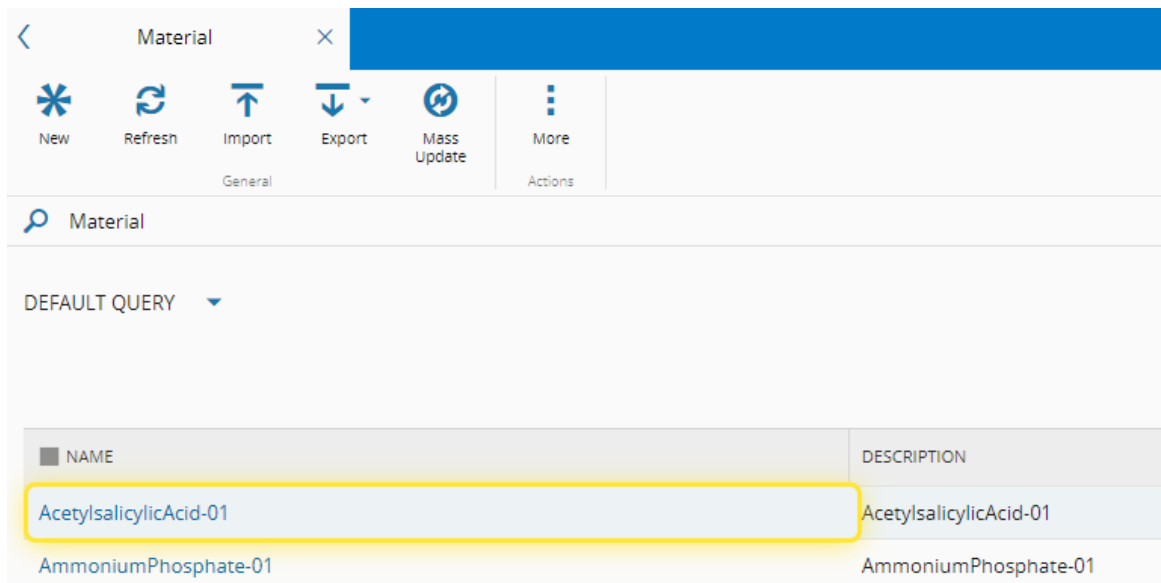 Material
New Refresh Import Export Mass Update More
General Actions
Material
DEFAULT QUERY
NAME DESCRIPTION
AcetylsalicylicAcid-01 AcetylsalicylicAcid-01
AmmoniumPhosphate-01 AmmoniumPhosphate-01